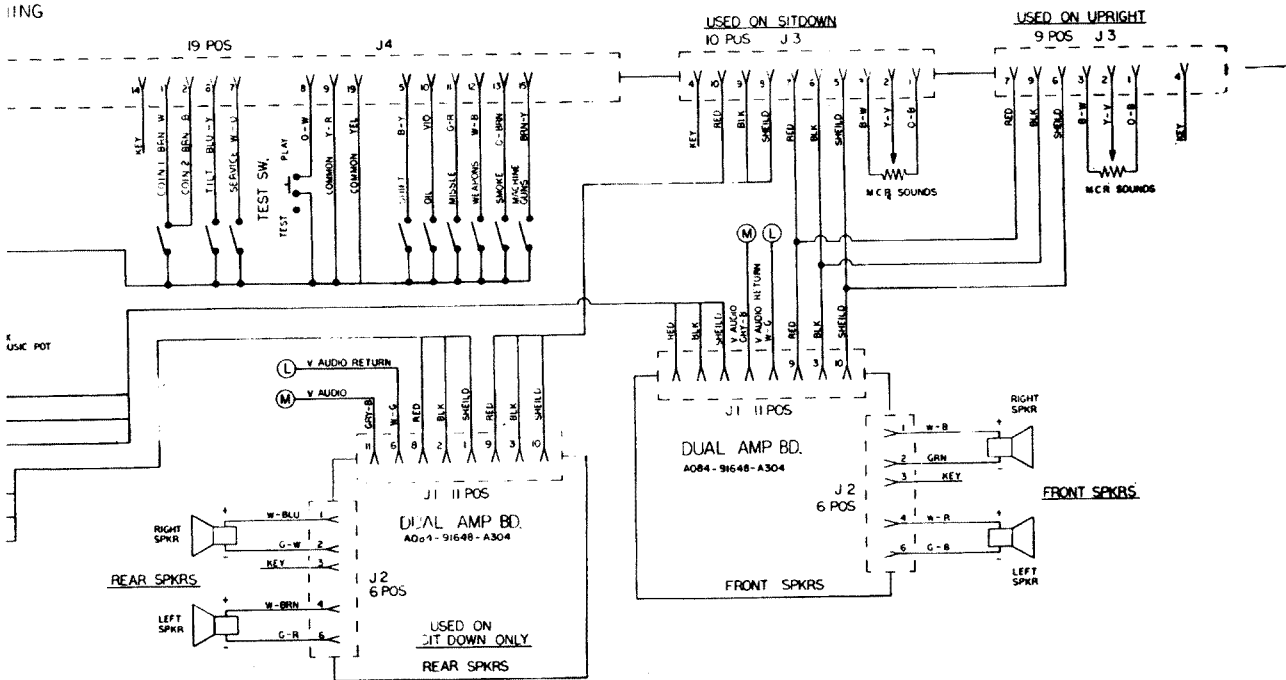 IING
19 POS J4
USED ON SITDOWN
10 POS J3
USED ON UPRIGHT
9 POS J3
1 2 6 7 8 9 19 5 10 11 12 13 15
4 10 9 8 7 6 5 3 2 1
7 9 6 3 2 1 4
KEY
COIN 1 BRN W
COIN 2 BRN B
TILT BLU-Y
SERVICE W-O
TEST SW.
PLAY
TEST
O-W
COMMON Y-R
COMMON YEL
B-Y
OIL VIO
MISSLE G-R
WEAPONS W-B
SMOKE O-BRN
MACHINE GUNS BRN-Y
KEY
RED
BLK
SHEILD
RED
BLK
SHEILD
B-W
Y-V
O-B
MCR SOUNDS
RED
BLK
SHEILD
B-W
Y-V
O-B
KEY
MCR SOUNDS
M L
USIC POT
RED
BLK
SHEILD
V AUDIO GRY-B
V AUDIO RETURN W-G
RED
BLK
SHEILD
9 3 10
J1 11 POS
DUAL AMP BD.
A084-91648-A304
1 W-B
2 GRN
3 KEY
4 W-R
6 G-B
J2
6 POS
RIGHT SPKR
+
-
FRONT SPKRS
+
-
LEFT SPKR
FRONT SPKRS
L V AUDIO RETURN
M V AUDIO
GRY-B
W-G
RED
BLK
SHEILD
RED
BLK
SHEILD
11 6 8 2 1 9 3 10
J1 11 POS
DUAL AMP BD.
-91648-A304
RIGHT SPKR
+
-
W-BLU 1
G-W 2
KEY 3
J2
6 POS
REAR SPKRS
LEFT SPKR
+
-
W-BRN 4
G-R 6
USED ON
SIT DOWN ONLY
REAR SPKRS